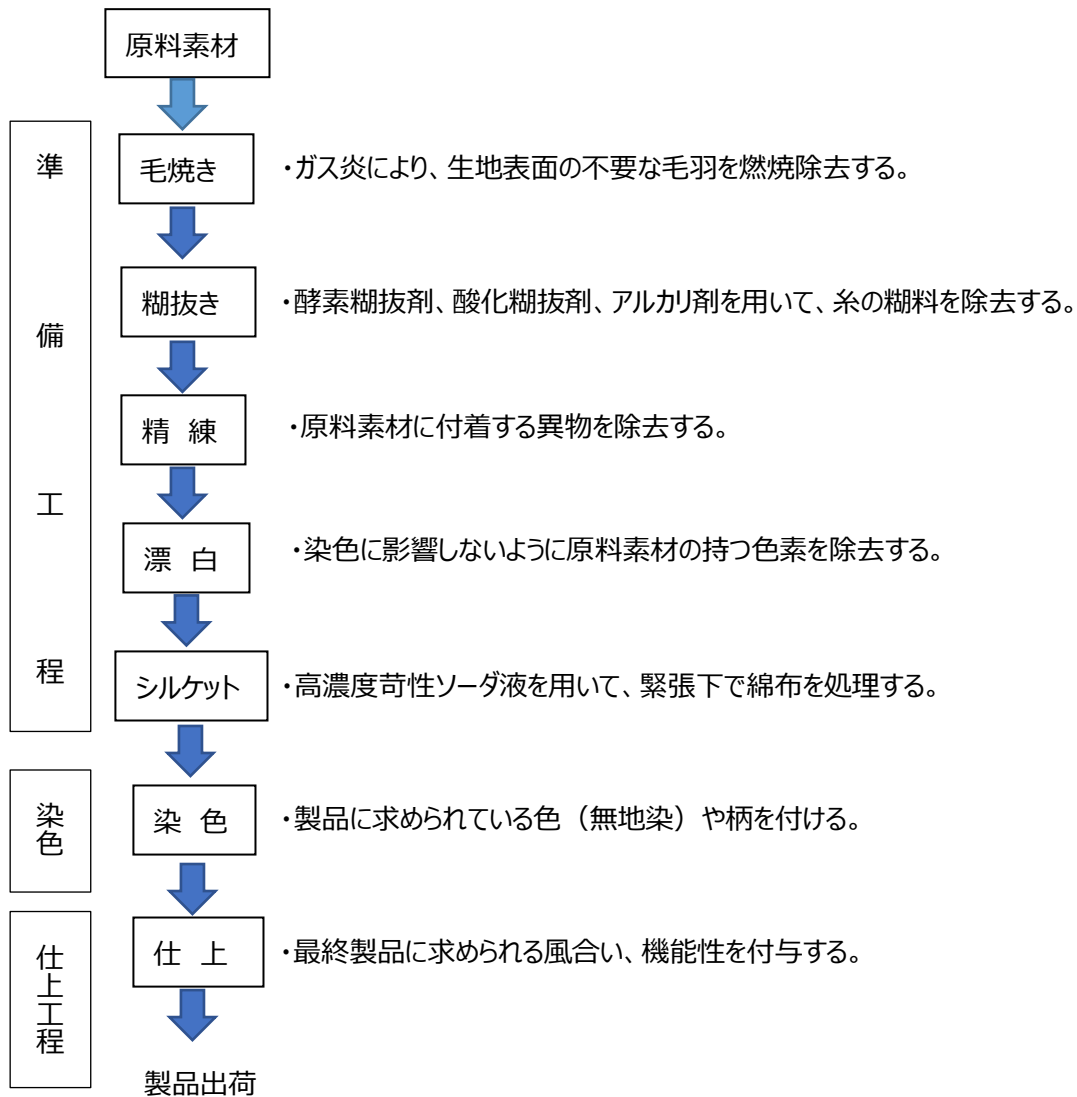 原料素材
準備工程
毛焼き
・ガス炎により、生地表面の不要な毛羽を燃焼除去する。
糊抜き
・酵素糊抜剤、酸化糊抜剤、アルカリ剤を用いて、糸の糊料を除去する。
精 練
・原料素材に付着する異物を除去する。
漂 白
・染色に影響しないように原料素材の持つ色素を除去する。
シルケット
・高濃度苛性ソーダ液を用いて、緊張下で綿布を処理する。
染色
染 色
・製品に求められている色（無地染）や柄を付ける。
仕上工程
仕 上
・最終製品に求められる風合い、機能性を付与する。
製品出荷